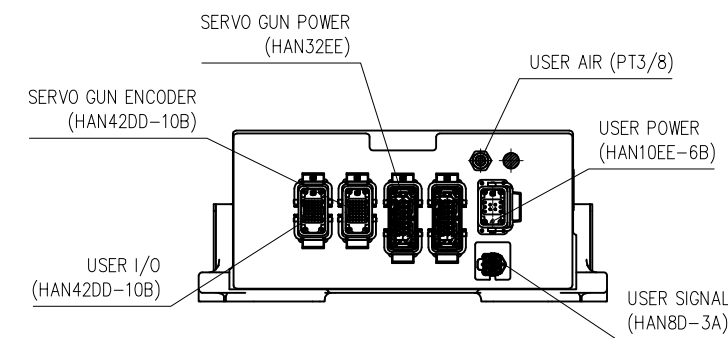 SERVO GUN POWER
(HAN32EE)
USER AIR (PT3/8)
SERVO GUN ENCODER
(HAN42DD-10B)
USER POWER
(HAN10EE-6B)
USER I/O
(HAN42DD-10B)
USER SIGNAL
(HAN8D-3A)